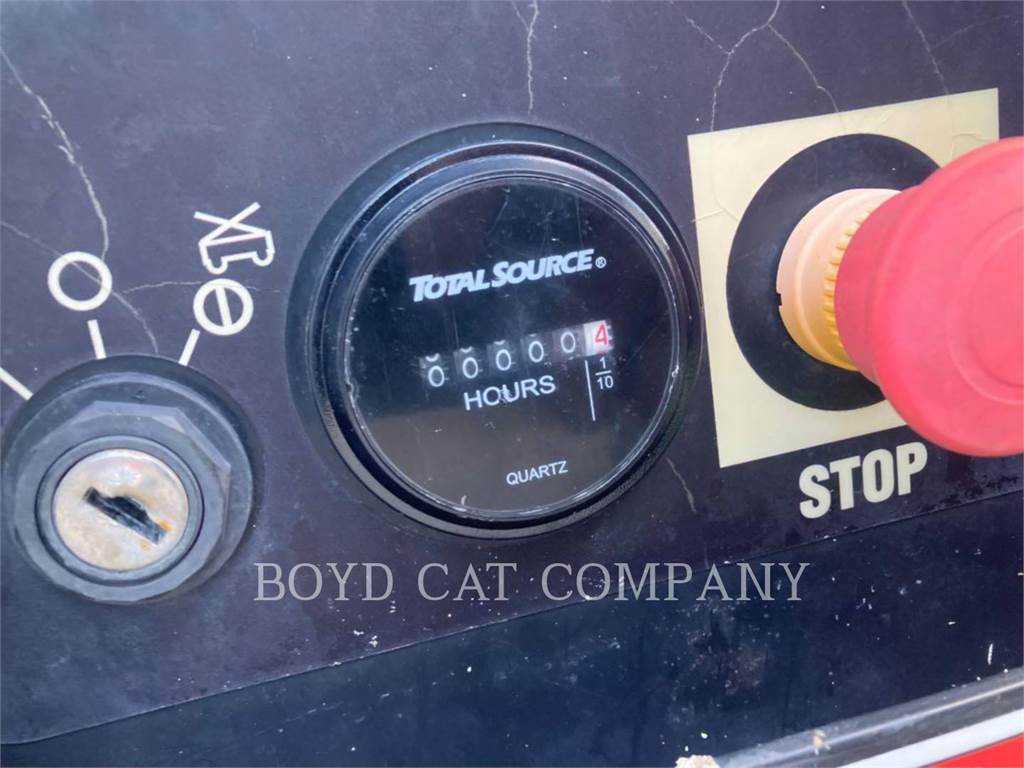 TOTALSOURCE®
000004
HOURS
1/10
QUARTZ
STOP
BOYD CAT COMPANY